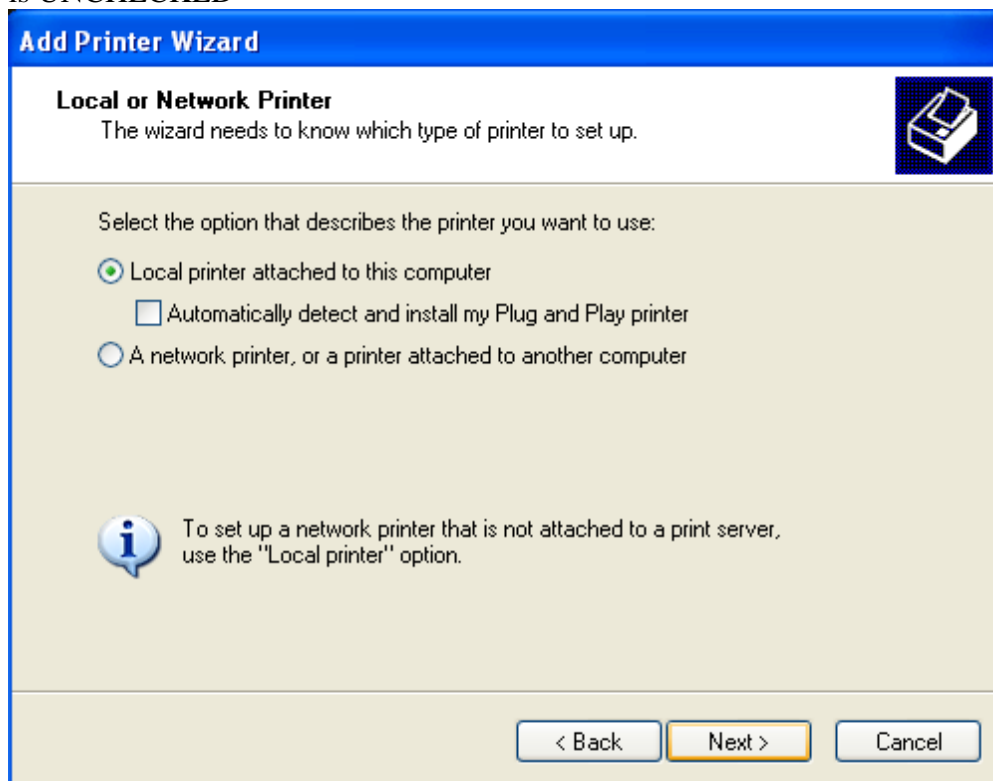 is UNCHECKED
Add Printer Wizard
Local or Network Printer
The wizard needs to know which type of printer to set up.
Select the option that describes the printer you want to use:
Local printer attached to this computer
Automatically detect and install my Plug and Play printer
A network printer, or a printer attached to another computer
To set up a network printer that is not attached to a print server,
use the "Local printer" option.
< Back Next > Cancel